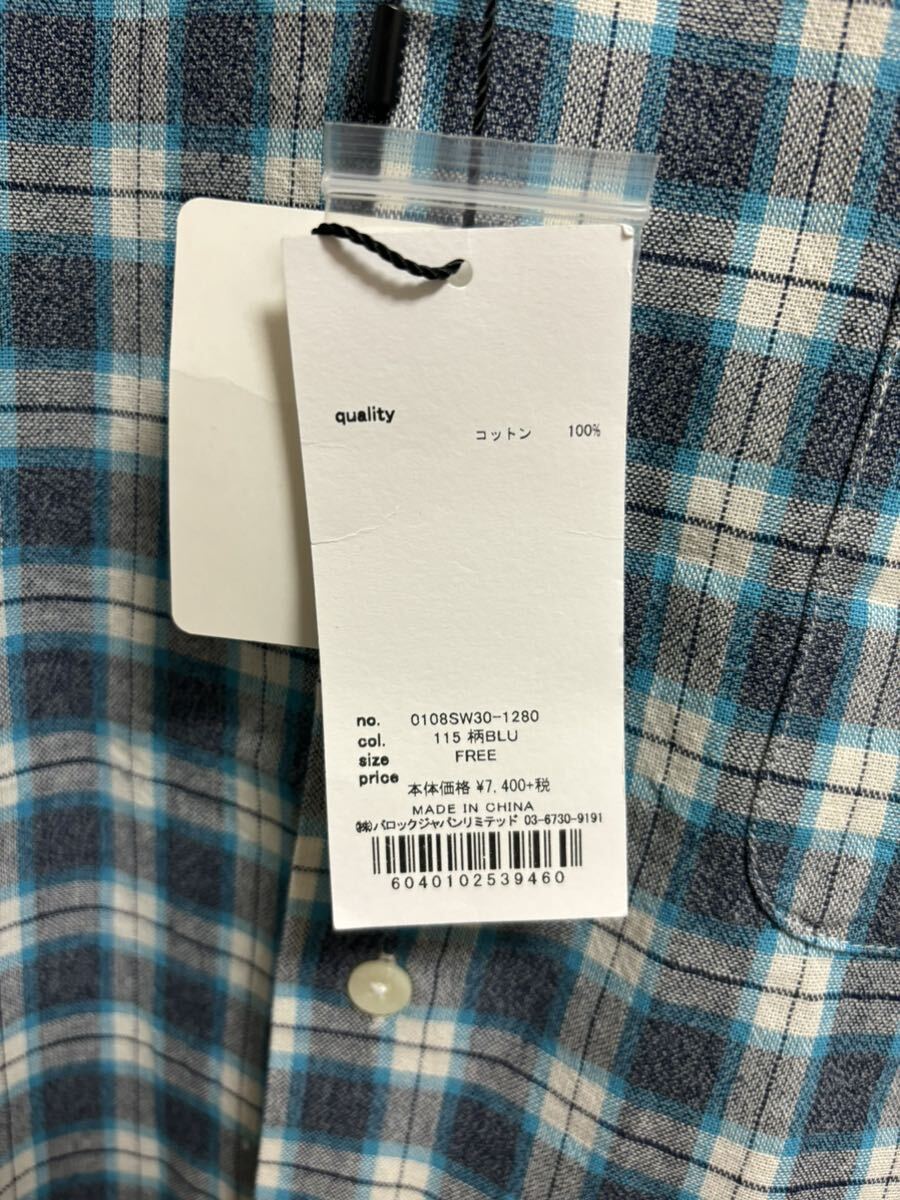 quality
コットン 100%
no. 0108SW30-1280
col. 115 柄BLU
size FREE
price 本体価格 ¥7,400+税
MADE IN CHINA
㈱バロックジャパンリミテッド 03-6730-9191
6040102539460